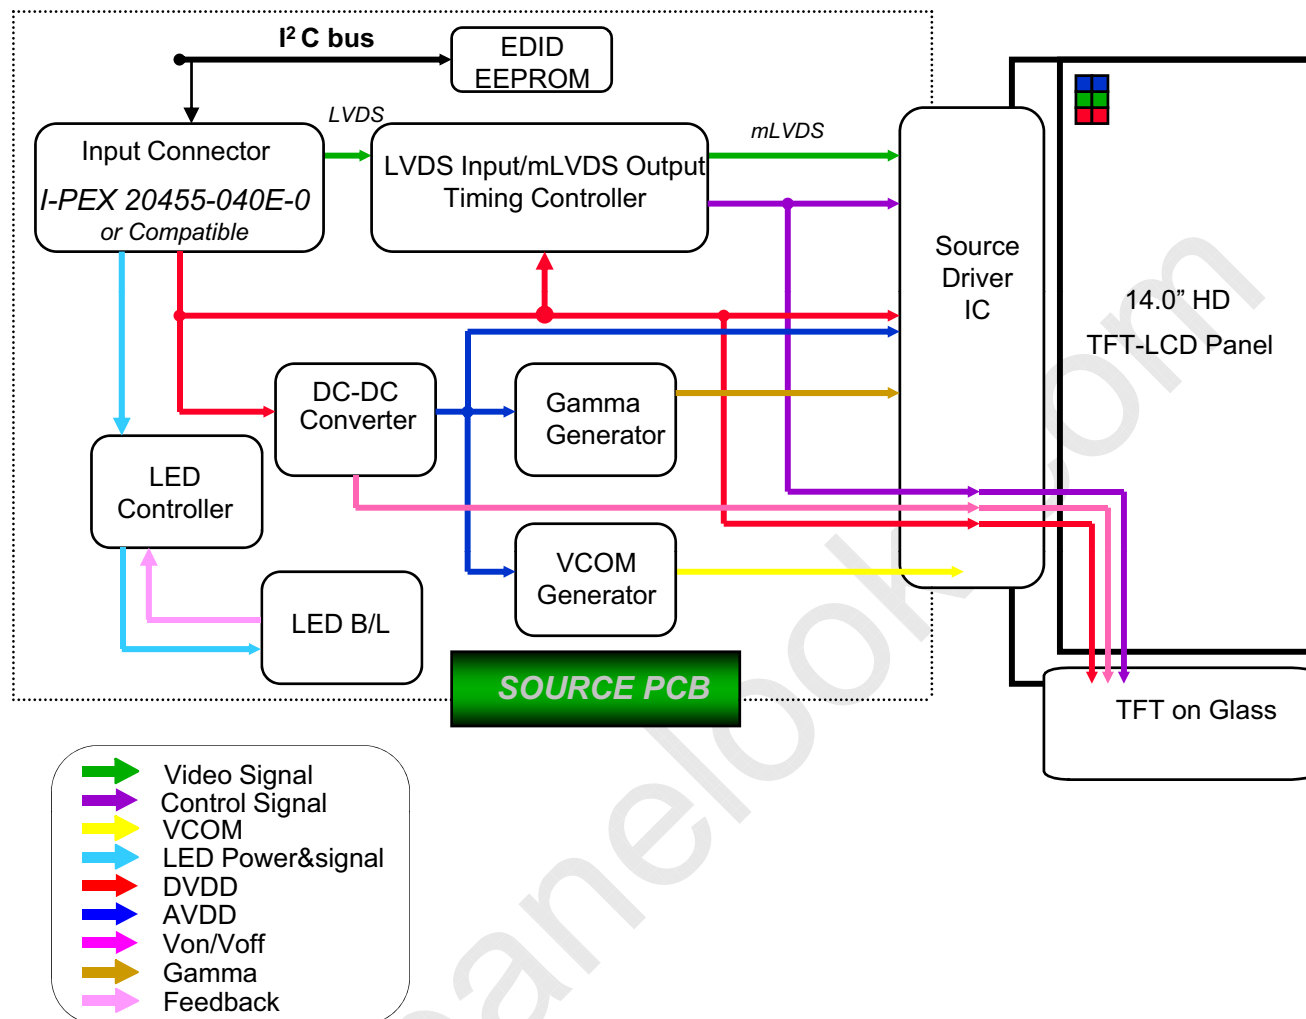 I² C bus
EDID
EEPROM
LVDS
mLVDS
Input Connector
I-PEX 20455-040E-0
or Compatible
LVDS Input/mLVDS Output
Timing Controller
Source
Driver
IC
14.0” HD
TFT-LCD Panel
DC-DC
Converter
Gamma
Generator
LED
Controller
VCOM
Generator
LED B/L
SOURCE PCB
TFT on Glass
Video Signal
Control Signal
VCOM
LED Power&signal
DVDD
AVDD
Von/Voff
Gamma
Feedback
panelook.com